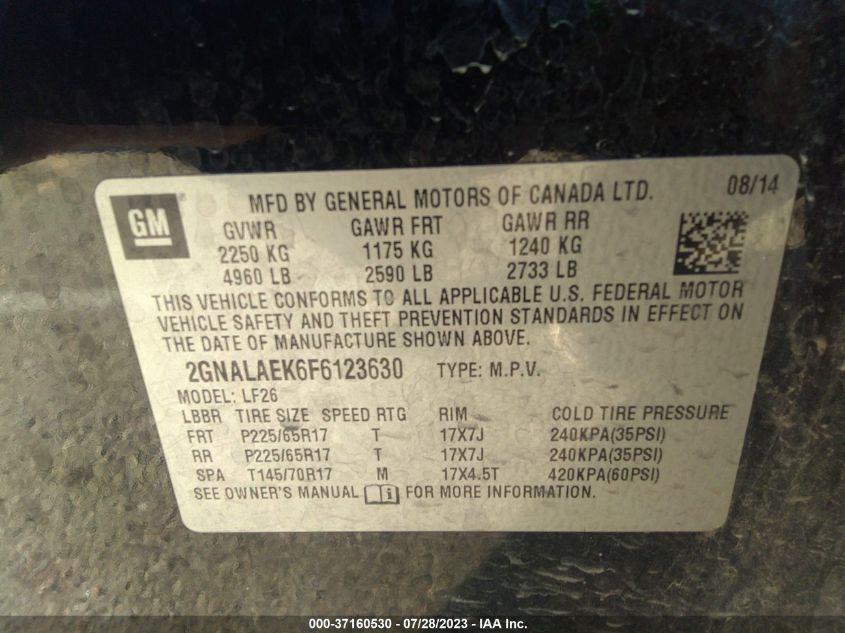 GM
MFD BY GENERAL MOTORS OF CANADA LTD. 08/14
GVWR GAWR FRT GAWR RR
2250 KG 1175 KG 1240 KG
4960 LB 2590 LB 2733 LB
THIS VEHICLE CONFORMS TO ALL APPLICABLE U.S. FEDERAL MOTOR
VEHICLE SAFETY AND THEFT PREVENTION STANDARDS IN EFFECT ON
THE DATE OF MANUFACTURE SHOWN ABOVE.
2GNALAEK6F6123630 TYPE: M.P.V.
MODEL: LF26
LBBR TIRE SIZE SPEED RTG RIM COLD TIRE PRESSURE
FRT P225/65R17 T 17X7J 240KPA(35PSI)
RR P225/65R17 T 17X7J 240KPA(35PSI)
SPA T145/70R17 M 17X4.5T 420KPA(60PSI)
SEE OWNER'S MANUAL i FOR MORE INFORMATION.
000-37160530 - 07/28/2023 - IAA Inc.